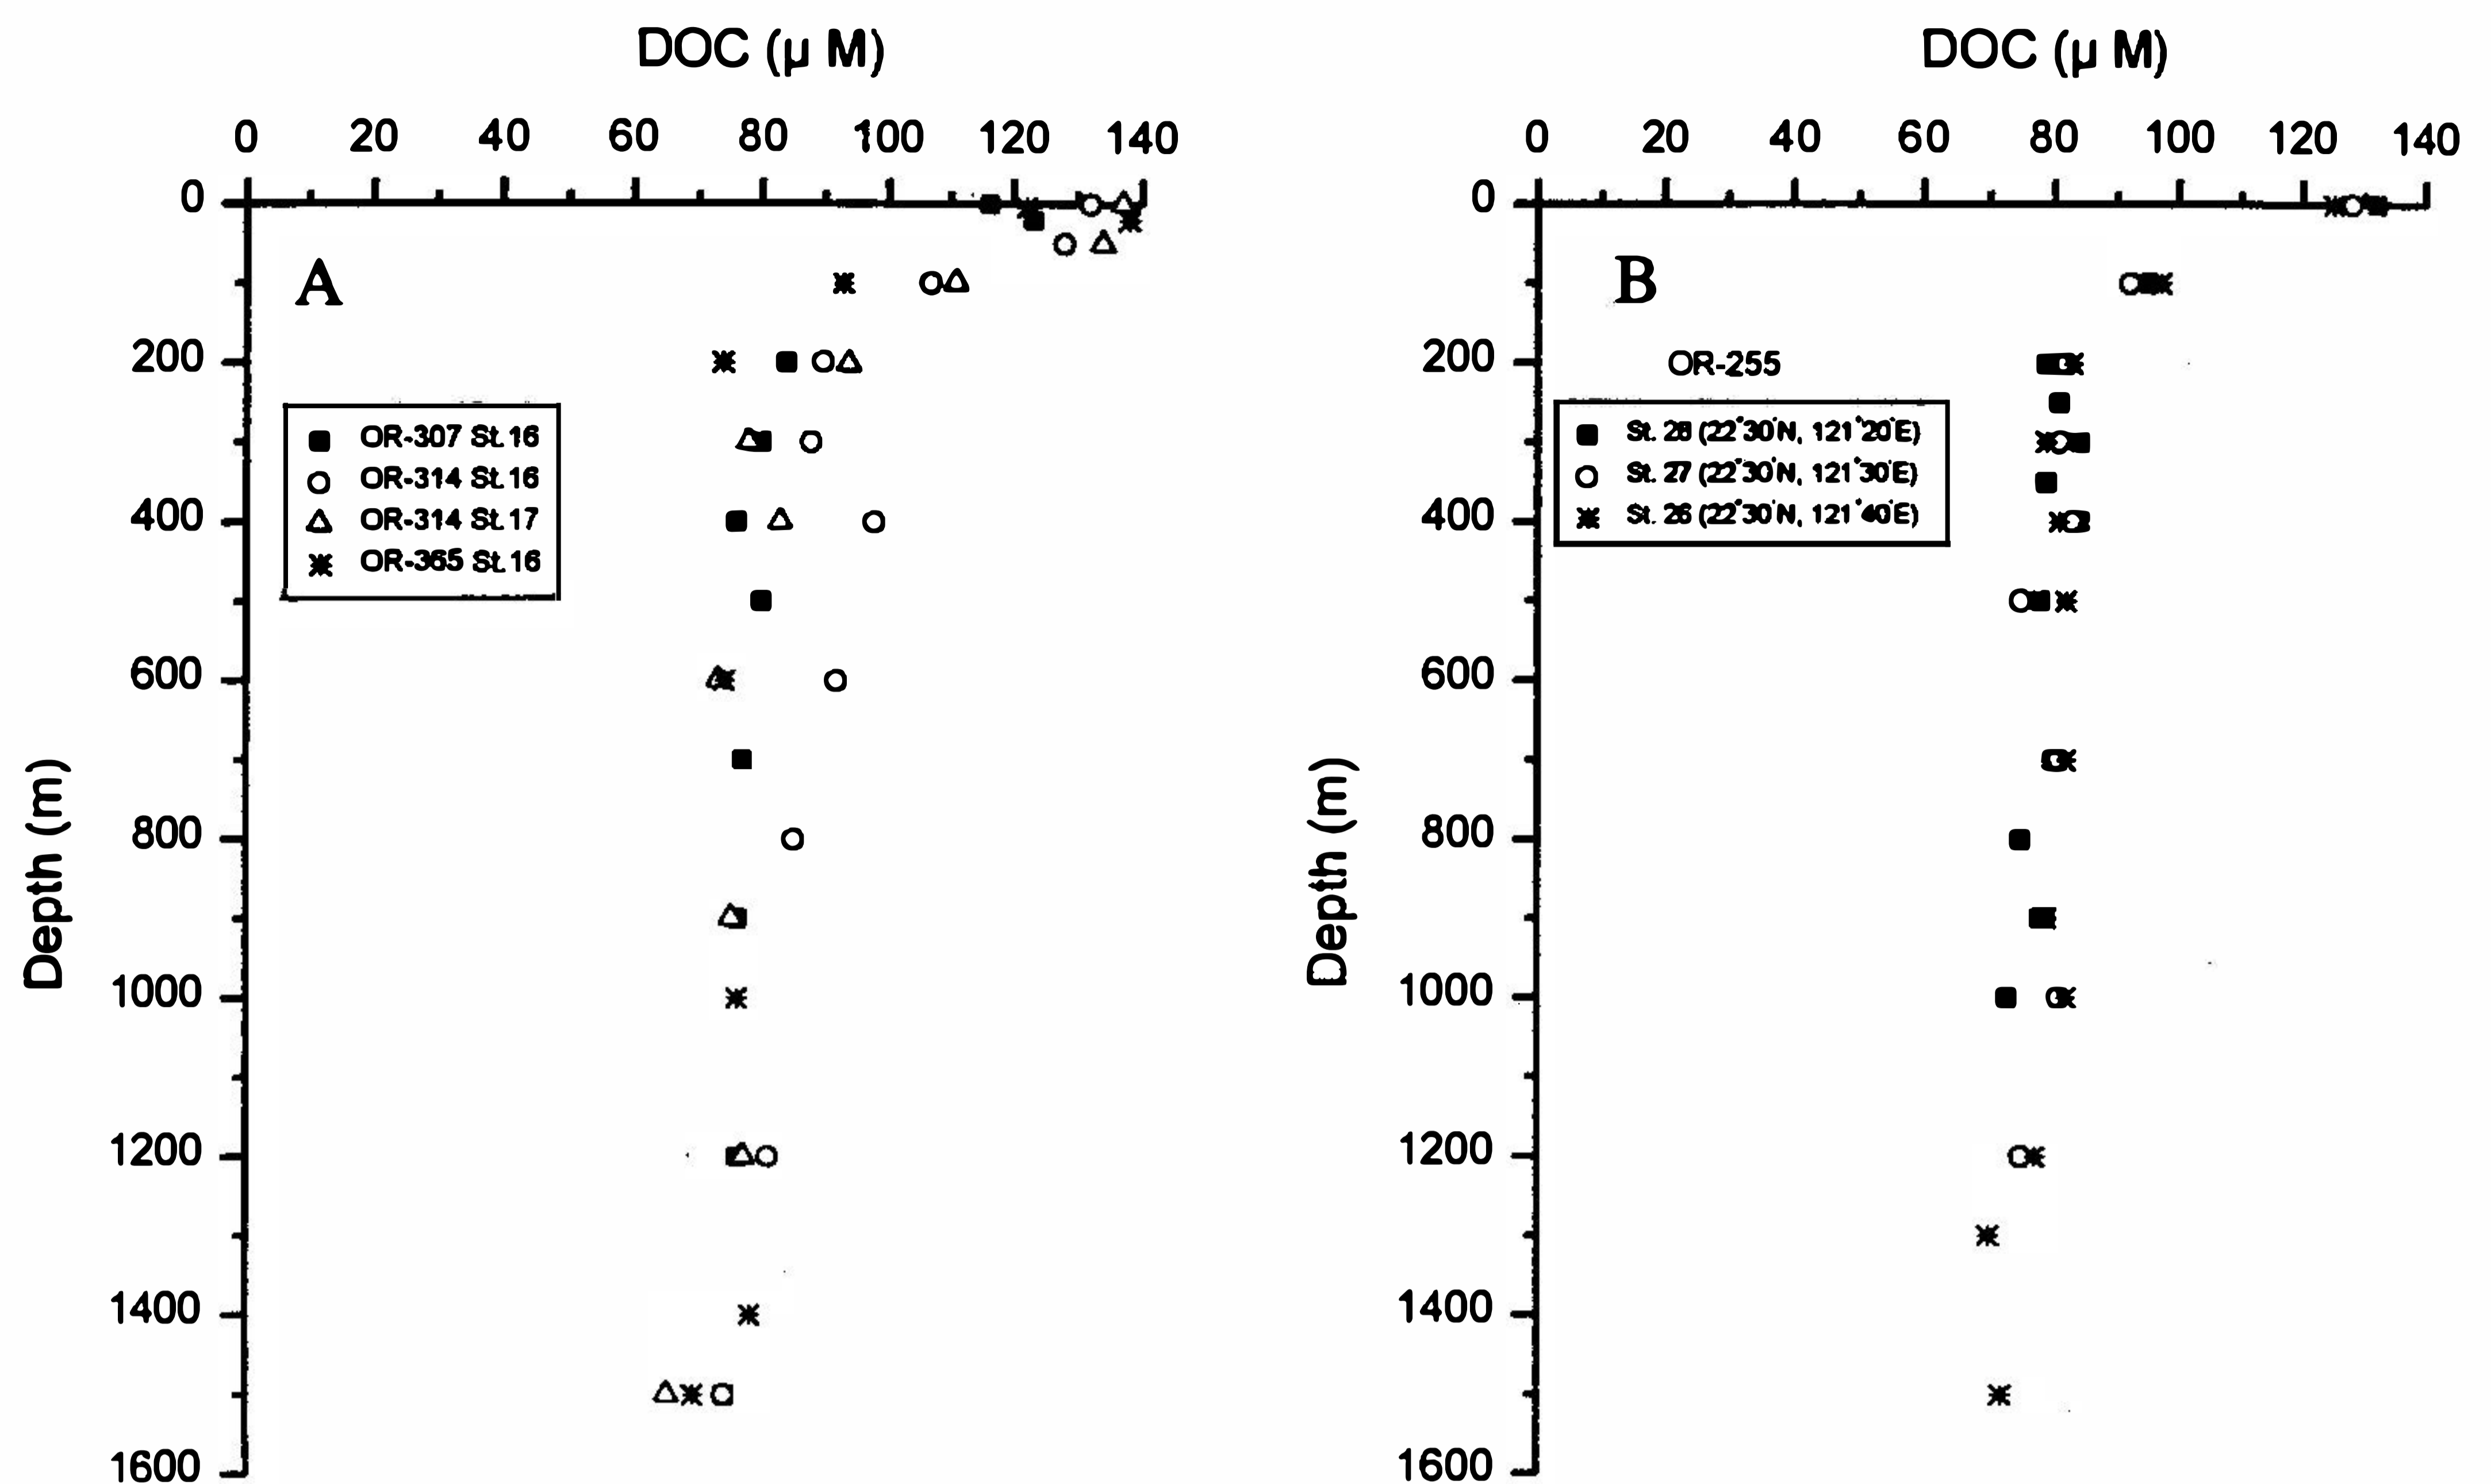 DOC (µ M)
0 20 40 60 80 100 120 140
0
200
400
600
800
1000
1200
1400
1600
Depth (m)
A
OR-307 St.16
OR-314 St.16
OR-314 St.17
OR-365 St.16
DOC (µ M)
0 20 40 60 80 100 120 140
0
200
400
600
800
1000
1200
1400
1600
Depth (m)
B
OR-255
St. 28 (22°30'N, 121°20'E)
St. 27 (22°30'N, 121°30'E)
St. 26 (22°30'N, 121°40'E)